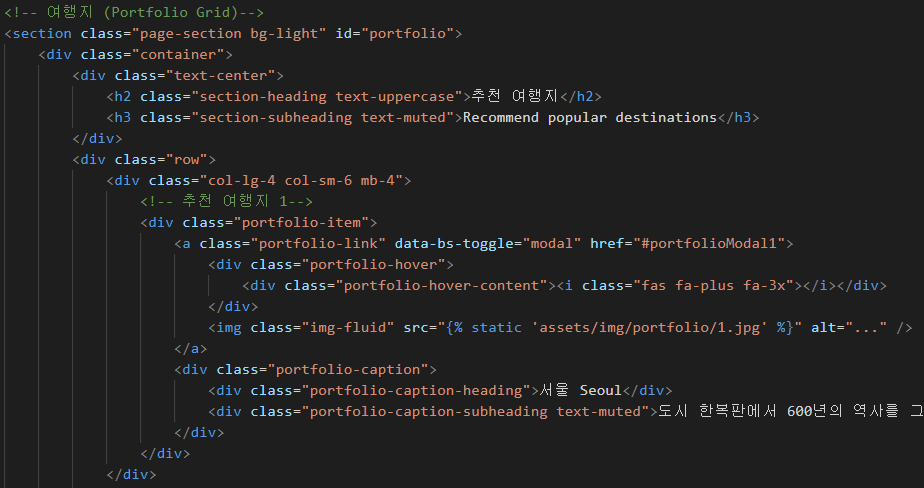 <!-- 여행지 (Portfolio Grid)-->
<section class="page-section bg-light" id="portfolio">
<div class="container">
<div class="text-center">
<h2 class="section-heading text-uppercase">추천 여행지</h2>
<h3 class="section-subheading text-muted">Recommend popular destinations</h3>
</div>
<div class="row">
<div class="col-lg-4 col-sm-6 mb-4">
<!-- 추천 여행지 1-->
<div class="portfolio-item">
<a class="portfolio-link" data-bs-toggle="modal" href="#portfolioModal1">
<div class="portfolio-hover">
<div class="portfolio-hover-content"><i class="fas fa-plus fa-3x"></i></div>
</div>
<img class="img-fluid" src="{% static 'assets/img/portfolio/1.jpg' %}" alt="..." />
</a>
<div class="portfolio-caption">
<div class="portfolio-caption-heading">서울 Seoul</div>
<div class="portfolio-caption-subheading text-muted">도시 한복판에서 600년의 역사를 그
</div>
</div>
</div>